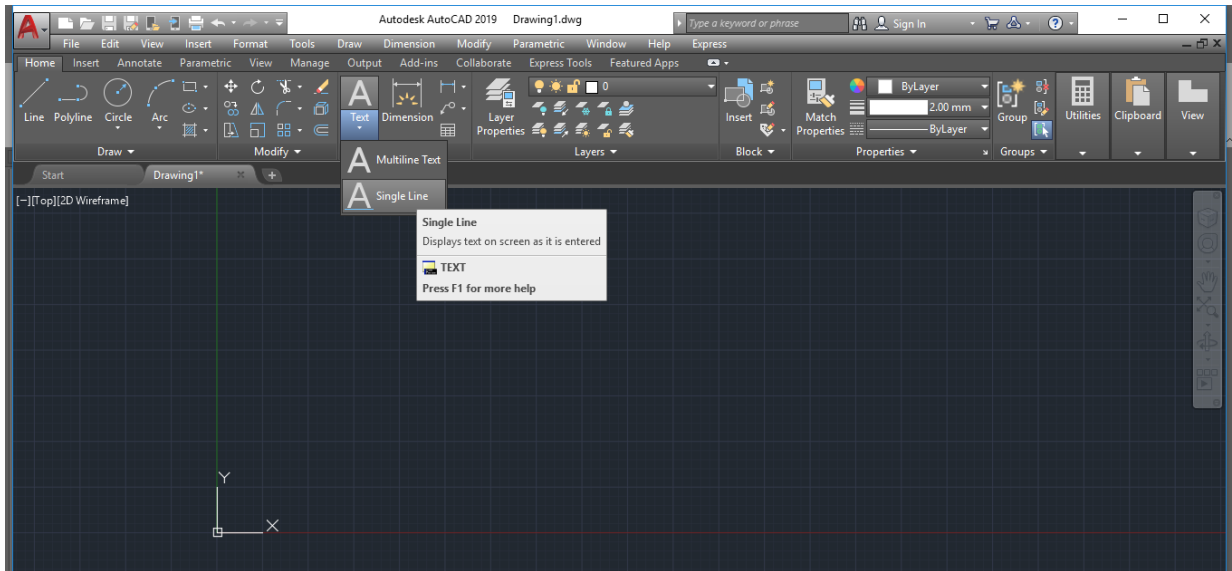 Autodesk AutoCAD 2019 Drawing1.dwg Type a keyword or phrase Sign In
File Edit View Insert Format Tools Draw Dimension Modify Parametric Window Help Express
Home Insert Annotate Parametric View Manage Output Add-ins Collaborate Express Tools Featured Apps
0 ByLayer
2.00 mm
Line Polyline Circle Arc Text Dimension Layer Properties Insert Match Properties ByLayer Group Utilities Clipboard View
Draw Modify Layers Block Properties Groups
Multiline Text
Start Drawing1* +
Single Line
[−][Top][2D Wireframe]
Single Line
Displays text on screen as it is entered
TEXT
Press F1 for more help
Y
X